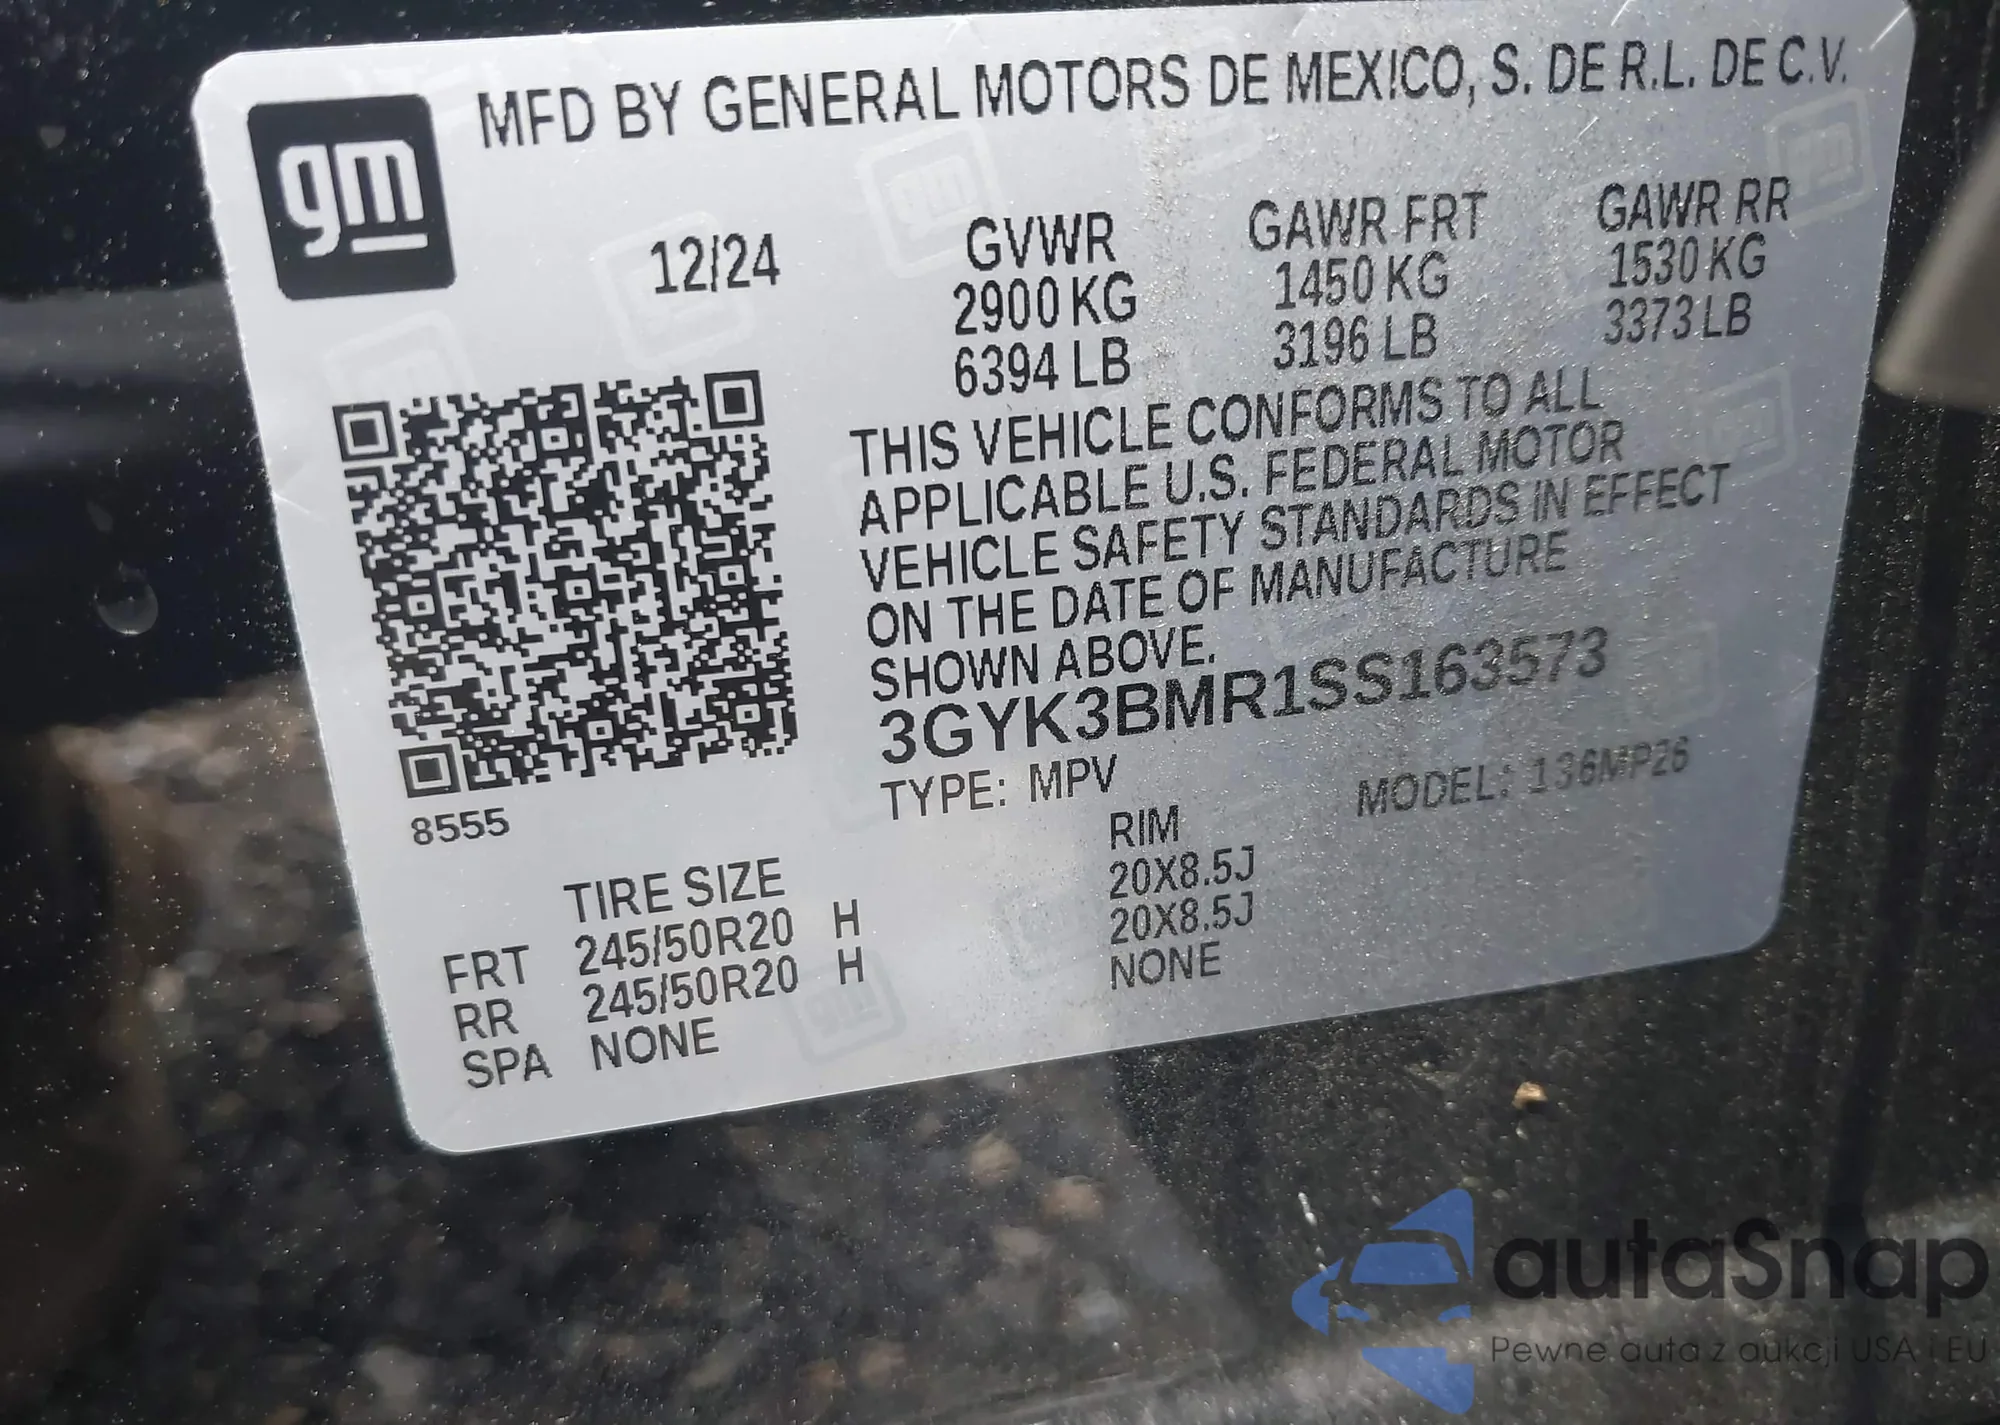 gm
MFD BY GENERAL MOTORS DE MEXICO, S. DE R.L. DE C.V.
12/24
GVWR
2900 KG
6394 LB
GAWR FRT
1450 KG
3196 LB
GAWR RR
1530 KG
3373 LB
THIS VEHICLE CONFORMS TO ALL
APPLICABLE U.S. FEDERAL MOTOR
VEHICLE SAFETY STANDARDS IN EFFECT
ON THE DATE OF MANUFACTURE
SHOWN ABOVE.
3GYK3BMR1SS163573
TYPE: MPV
MODEL: 136MP26
8555
TIRE SIZE
RIM
FRT 245/50R20 H 20X8.5J
RR 245/50R20 H 20X8.5J
SPA NONE NONE
autaSnap
Pewne auta z aukcji USA i EU